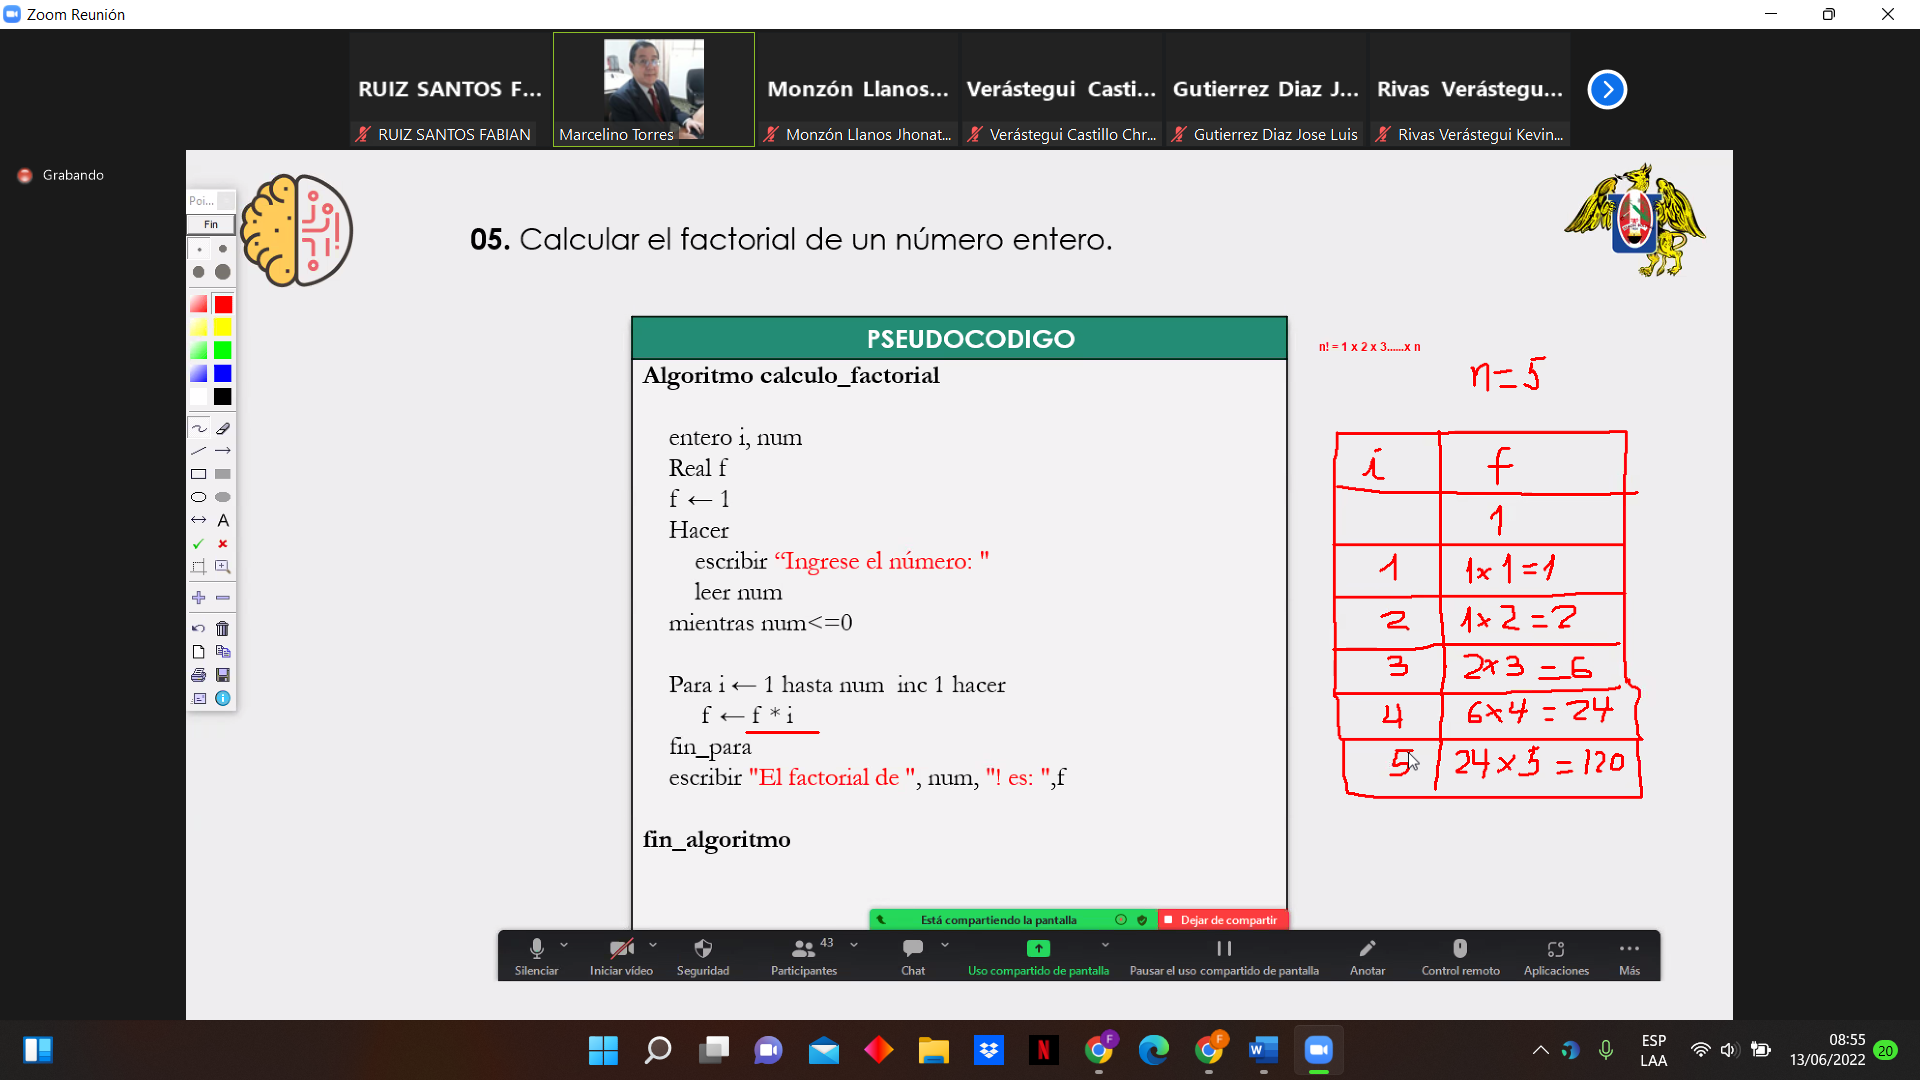 Zoom Reunión
RUIZ SANTOS F...
Monzón Llanos...
Verástegui Casti...
Gutierrez Diaz J...
Rivas Verástegu...
RUIZ SANTOS FABIAN
Marcelino Torres
Monzón Llanos Jhonat...
Verástegui Castillo Chr...
Gutierrez Diaz Jose Luis
Rivas Verástegui Kevin...
Grabando
Poi...
Fin
A
05. Calcular el factorial de un número entero.
PSEUDOCODIGO
Algoritmo calculo_factorial
entero i, num
Real f
f ← 1
Hacer
escribir “Ingrese el número: "
leer num
mientras num<=0
Para i ← 1 hasta num inc 1 hacer
f ← f * i
fin_para
escribir "El factorial de ", num, "! es: ",f
fin_algoritmo
n! = 1 x 2 x 3......x n
n=5
i f
1
1 1x1=1
2 1x2=2
3 2x3=6
4 6x4=24
5 24x5=120
Está compartiendo la pantalla
Dejar de compartir
Silenciar
Iniciar vídeo
Seguridad
43
Participantes
Chat
Uso compartido de pantalla
Pausar el uso compartido de pantalla
Anotar
Control remoto
Aplicaciones
Más
F
F
N
W
ESP
LAA
08:55
13/06/2022
20